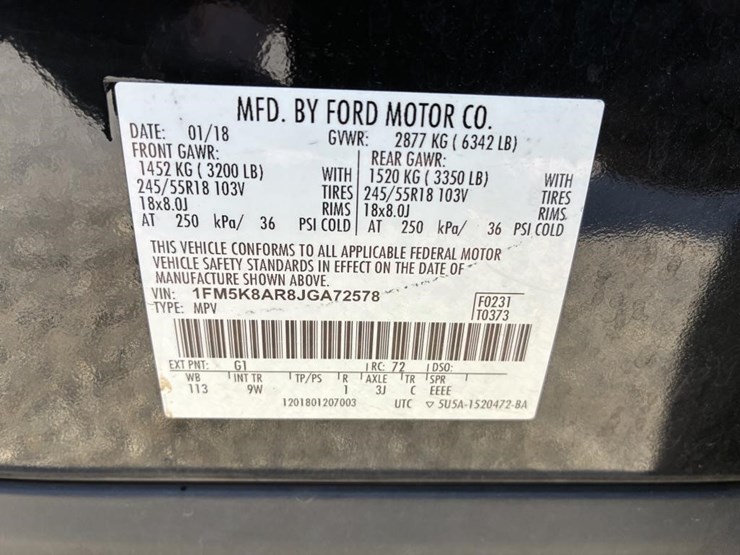 MFD. BY FORD MOTOR CO.
DATE: 01/18 GVWR: 2877 KG ( 6342 LB)
FRONT GAWR: REAR GAWR:
1452 KG ( 3200 LB) WITH 1520 KG ( 3350 LB) WITH
245/55R18 103V TIRES 245/55R18 103V TIRES
18x8.0J RIMS 18x8.0J RIMS
AT 250 kPa/ 36 PSI COLD AT 250 kPa/ 36 PSI COLD
THIS VEHICLE CONFORMS TO ALL APPLICABLE FEDERAL MOTOR
VEHICLE SAFETY STANDARDS IN EFFECT ON THE DATE OF
MANUFACTURE SHOWN ABOVE.
VIN: 1FM5K8AR8JGA72578 F0231
TYPE: MPV T0373
EXT PNT: G1 RC: 72 DSO:
WB INT TR TP/PS R AXLE TR SPR
113 9W 1 3J C EEEE
1201801207003 UTC ▽ 5U5A-1520472-BA